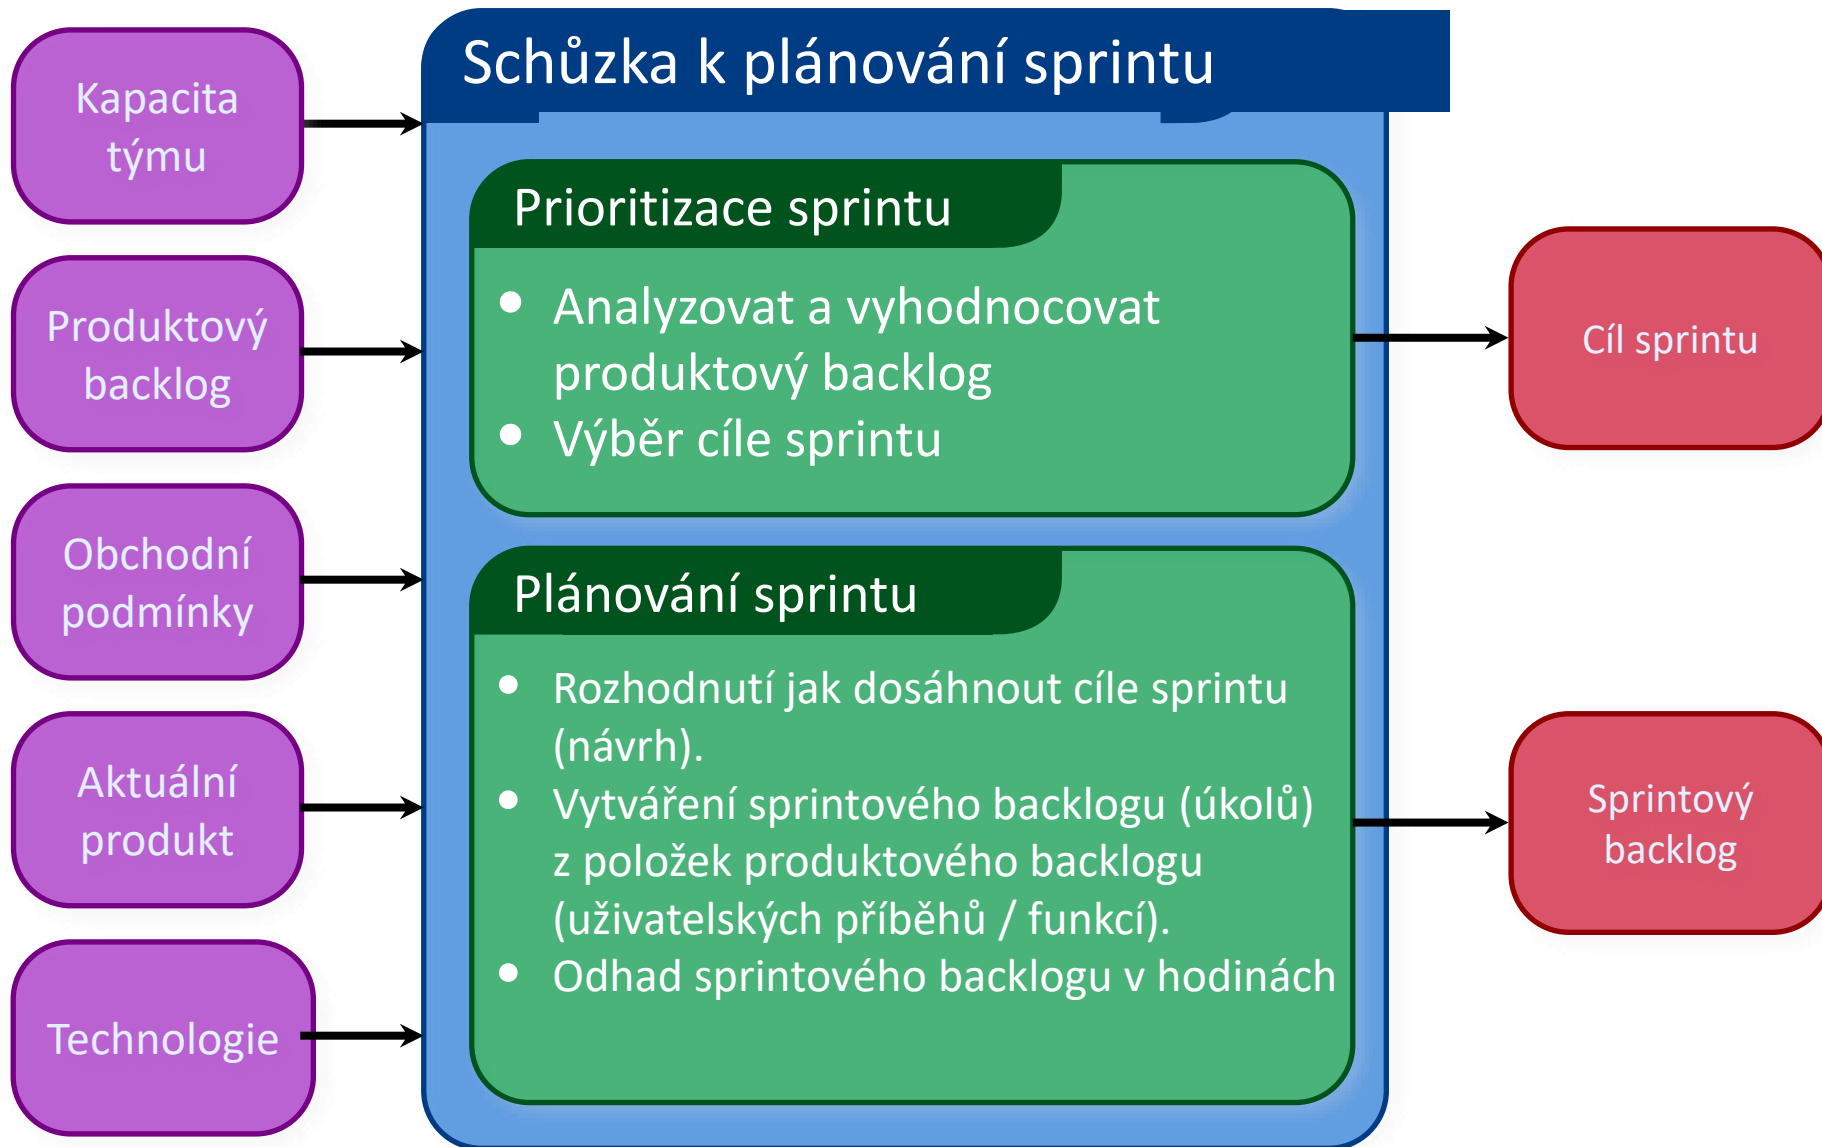 Schůzka k plánování sprintu
Kapacita
týmu
Produktový
backlog
Obchodní
podmínky
Aktuální
produkt
Technologie
Prioritizace sprintu
• Analyzovat a vyhodnocovat
produktový backlog
• Výběr cíle sprintu
Plánování sprintu
• Rozhodnutí jak dosáhnout cíle sprintu
(návrh).
• Vytváření sprintového backlogu (úkolů)
z položek produktového backlogu
(uživatelských příběhů / funkcí).
• Odhad sprintového backlogu v hodinách
Cíl sprintu
Sprintový
backlog